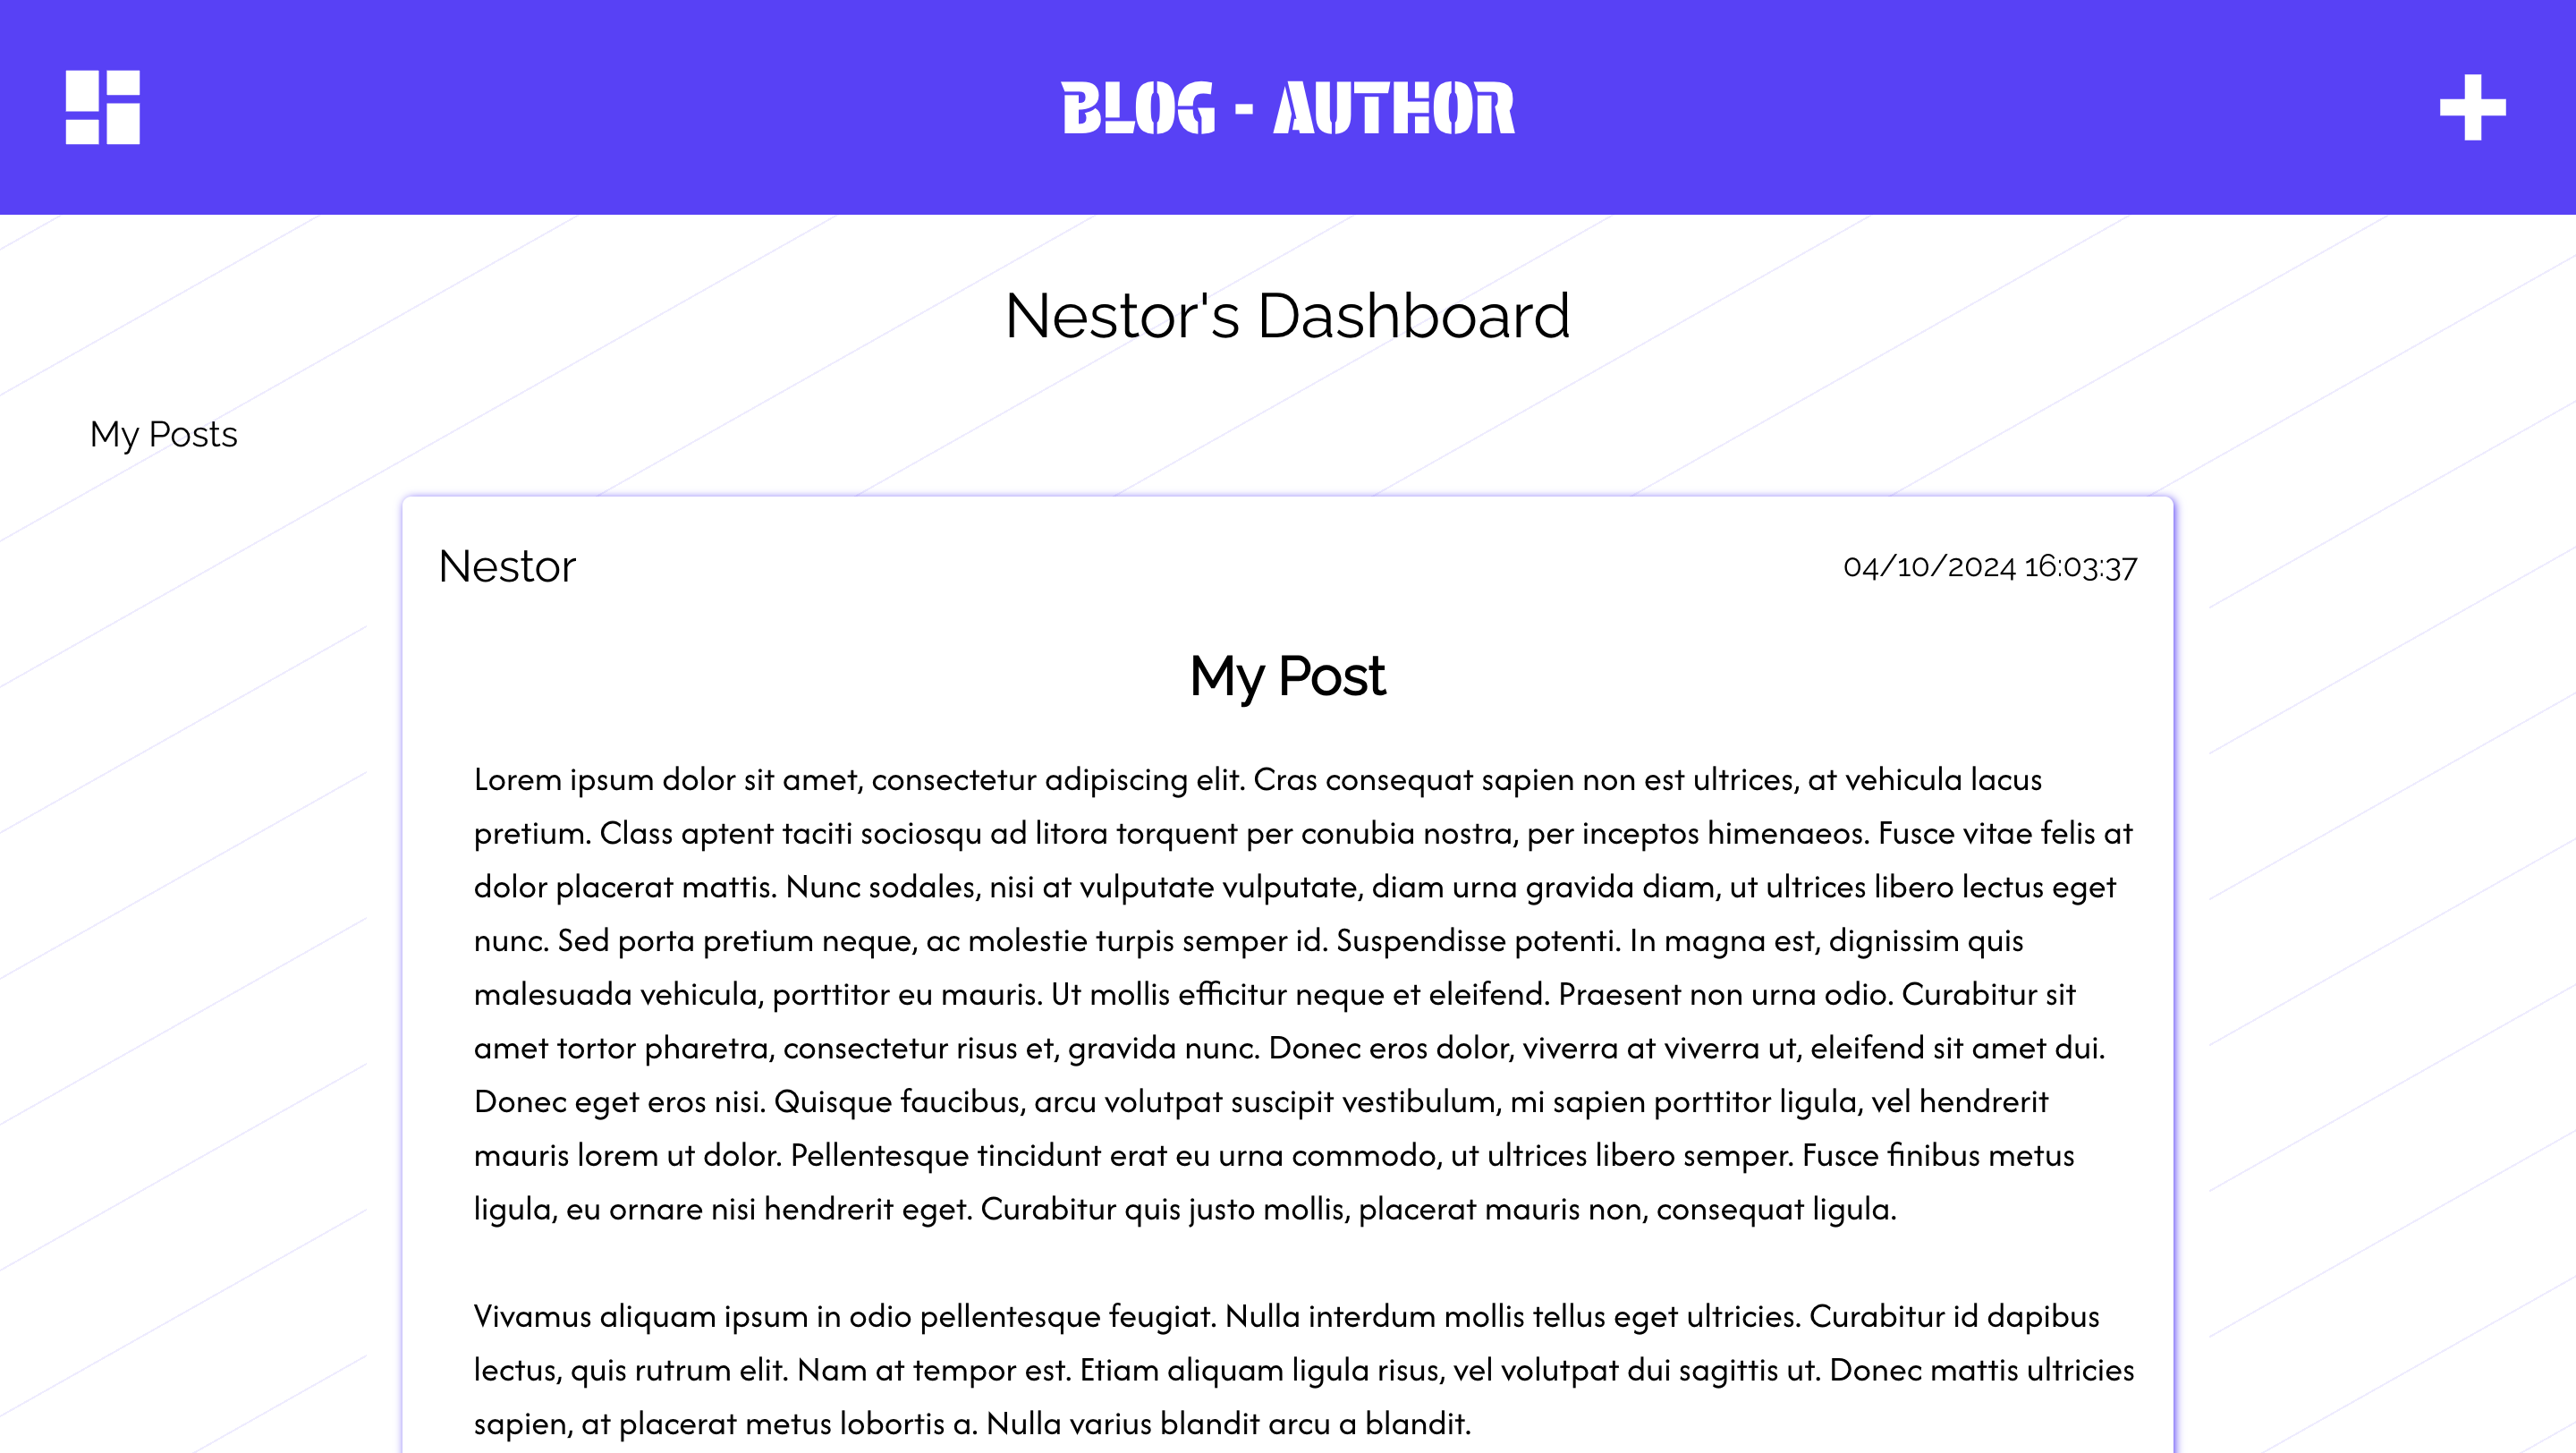 BLOG - AUTHOR
Nestor's Dashboard
My Posts
Nestor
04/10/2024 16:03:37
My Post
Lorem ipsum dolor sit amet, consectetur adipiscing elit. Cras consequat sapien non est ultrices, at vehicula lacus
pretium. Class aptent taciti sociosqu ad litora torquent per conubia nostra, per inceptos himenaeos. Fusce vitae felis at
dolor placerat mattis. Nunc sodales, nisi at vulputate vulputate, diam urna gravida diam, ut ultrices libero lectus eget
nunc. Sed porta pretium neque, ac molestie turpis semper id. Suspendisse potenti. In magna est, dignissim quis
malesuada vehicula, porttitor eu mauris. Ut mollis efficitur neque et eleifend. Praesent non urna odio. Curabitur sit
amet tortor pharetra, consectetur risus et, gravida nunc. Donec eros dolor, viverra at viverra ut, eleifend sit amet dui.
Donec eget eros nisi. Quisque faucibus, arcu volutpat suscipit vestibulum, mi sapien porttitor ligula, vel hendrerit
mauris lorem ut dolor. Pellentesque tincidunt erat eu urna commodo, ut ultrices libero semper. Fusce finibus metus
ligula, eu ornare nisi hendrerit eget. Curabitur quis justo mollis, placerat mauris non, consequat ligula.
Vivamus aliquam ipsum in odio pellentesque feugiat. Nulla interdum mollis tellus eget ultricies. Curabitur id dapibus
lectus, quis rutrum elit. Nam at tempor est. Etiam aliquam ligula risus, vel volutpat dui sagittis ut. Donec mattis ultricies
sapien, at placerat metus lobortis a. Nulla varius blandit arcu a blandit.